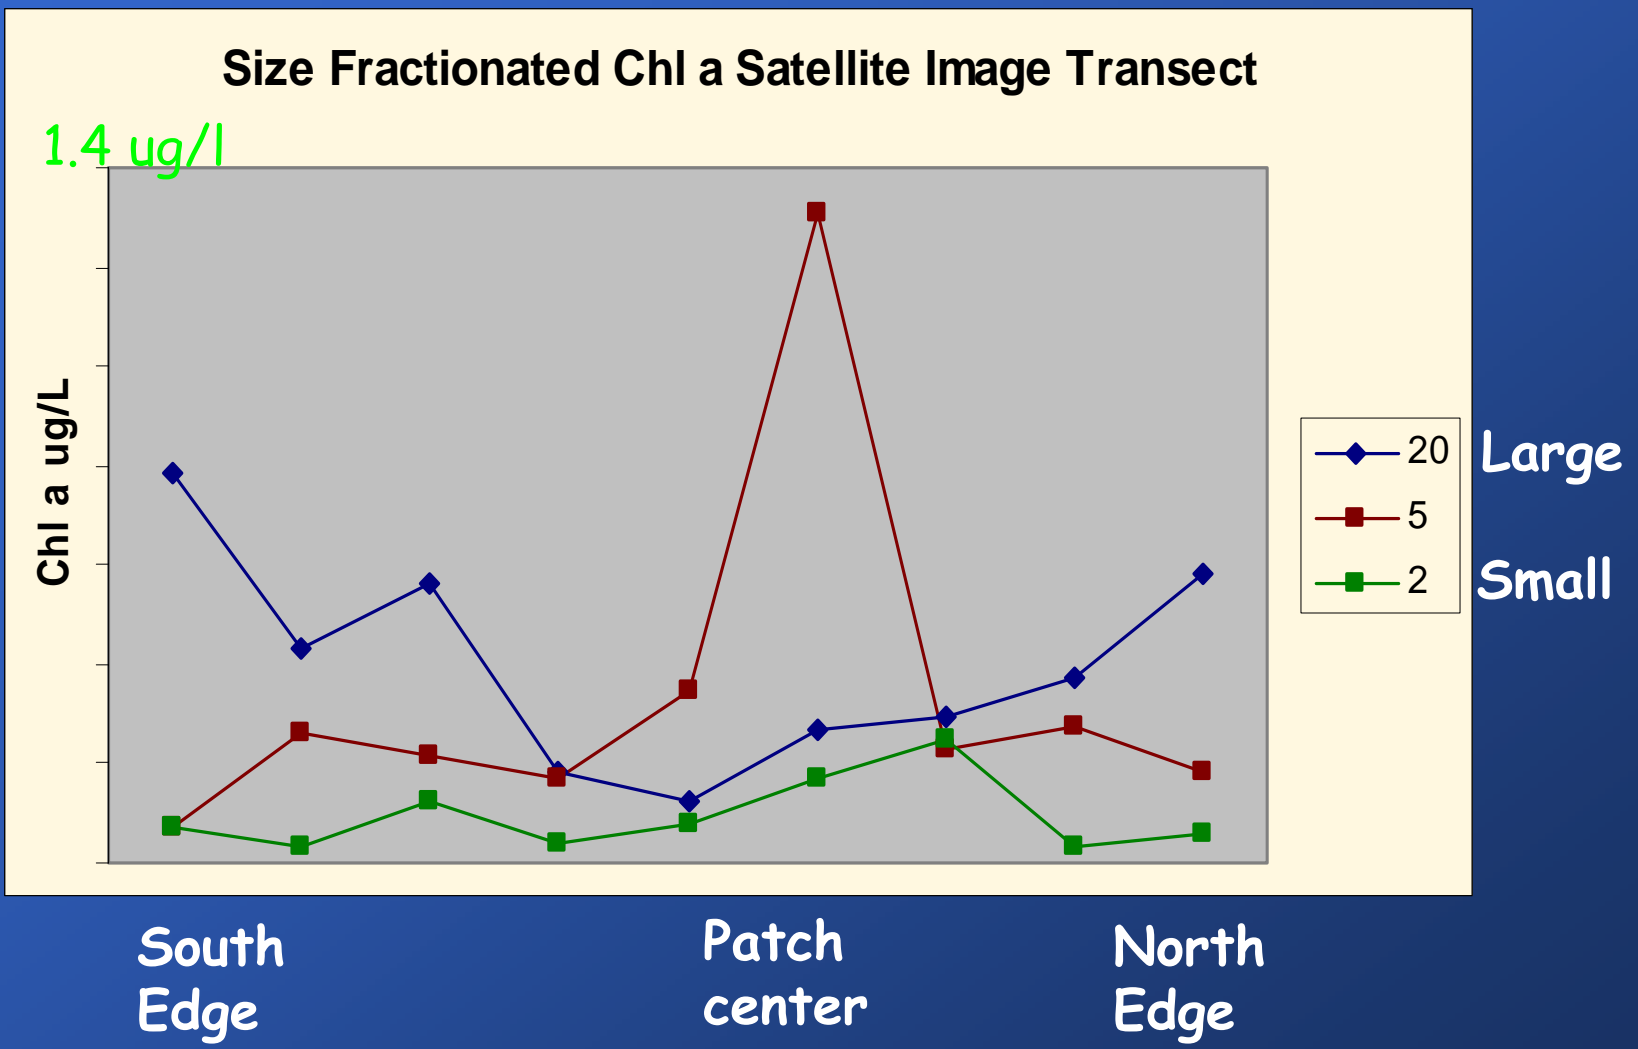 Size Fractionated Chl a Satellite Image Transect
1.4 ug/l
Chl a ug/L
20 Large
5
2 Small
South Edge
Patch center
North Edge